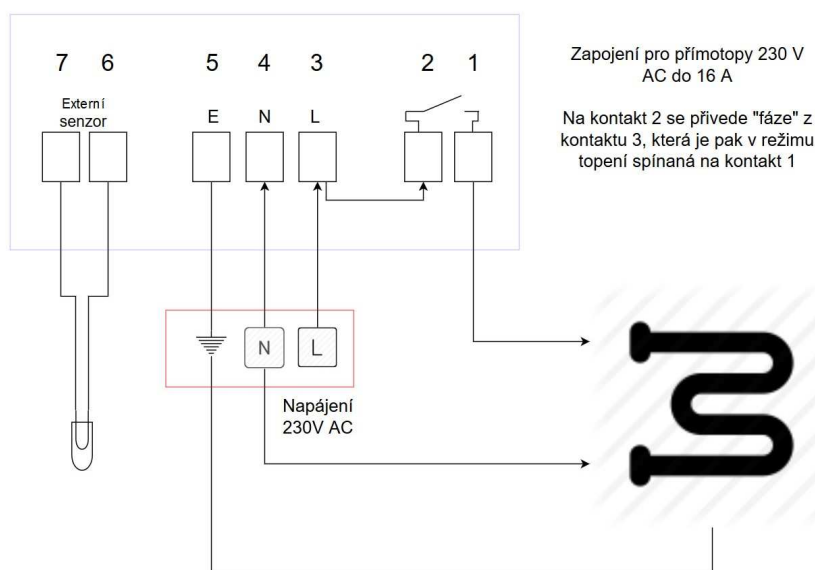 7 6 5 4 3 2 1
Externí
senzor
E N L
Zapojení pro přímotopy 230 V
AC do 16 A
Na kontakt 2 se přivede "fáze" z
kontaktu 3, která je pak v režimu
topení spínaná na kontakt 1
N L
Napájení
230V AC